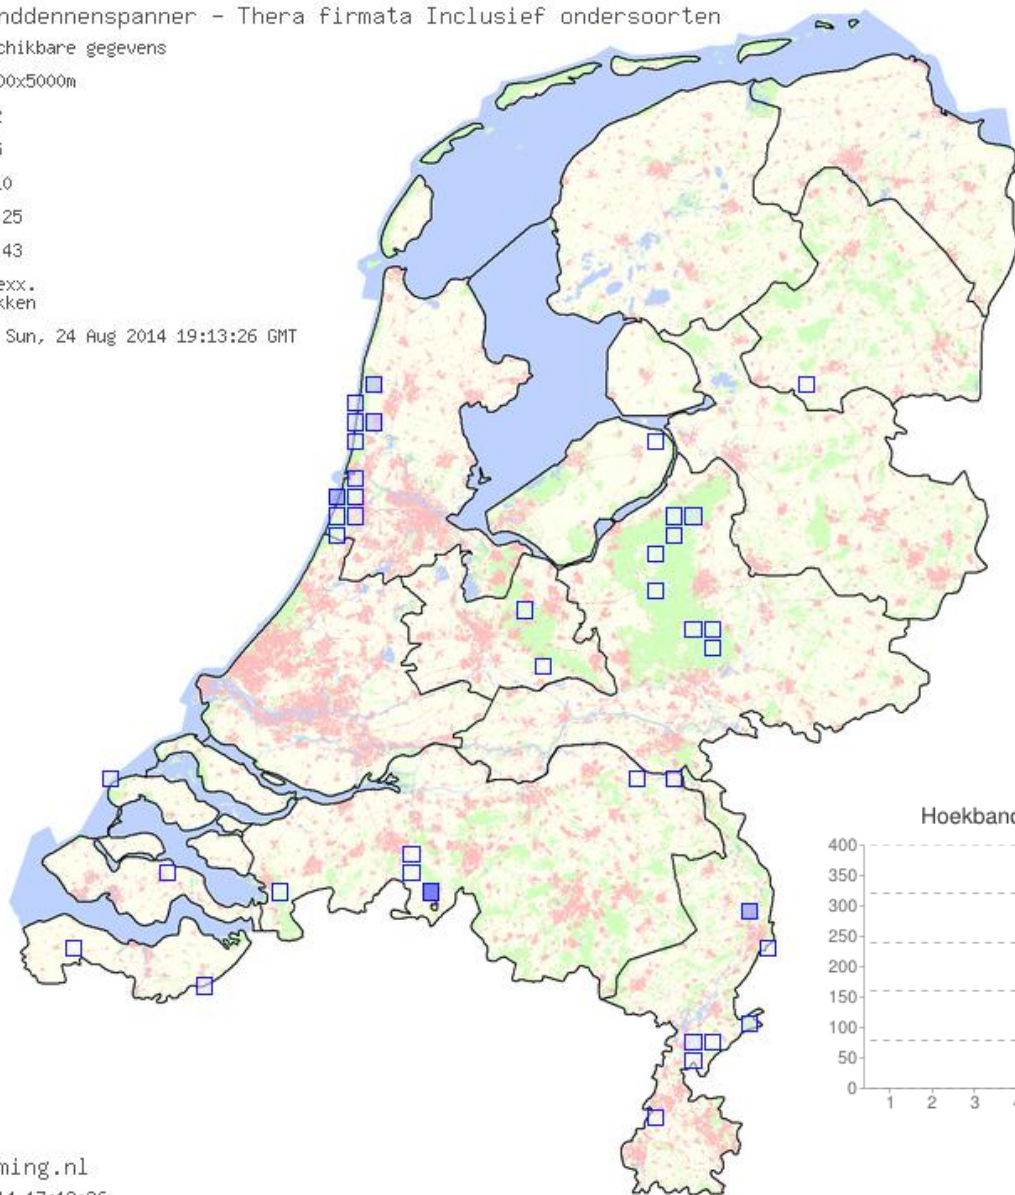 nddennenspanner - Thera firmata Inclusief ondersoorten
chikbare gegevens
00x5000m
25
43
exx.
kken
Sun, 24 Aug 2014 19:13:26 GMT
Hoekband
400
350
300
250
200
150
100
50
0
1 2 3
ming.nl